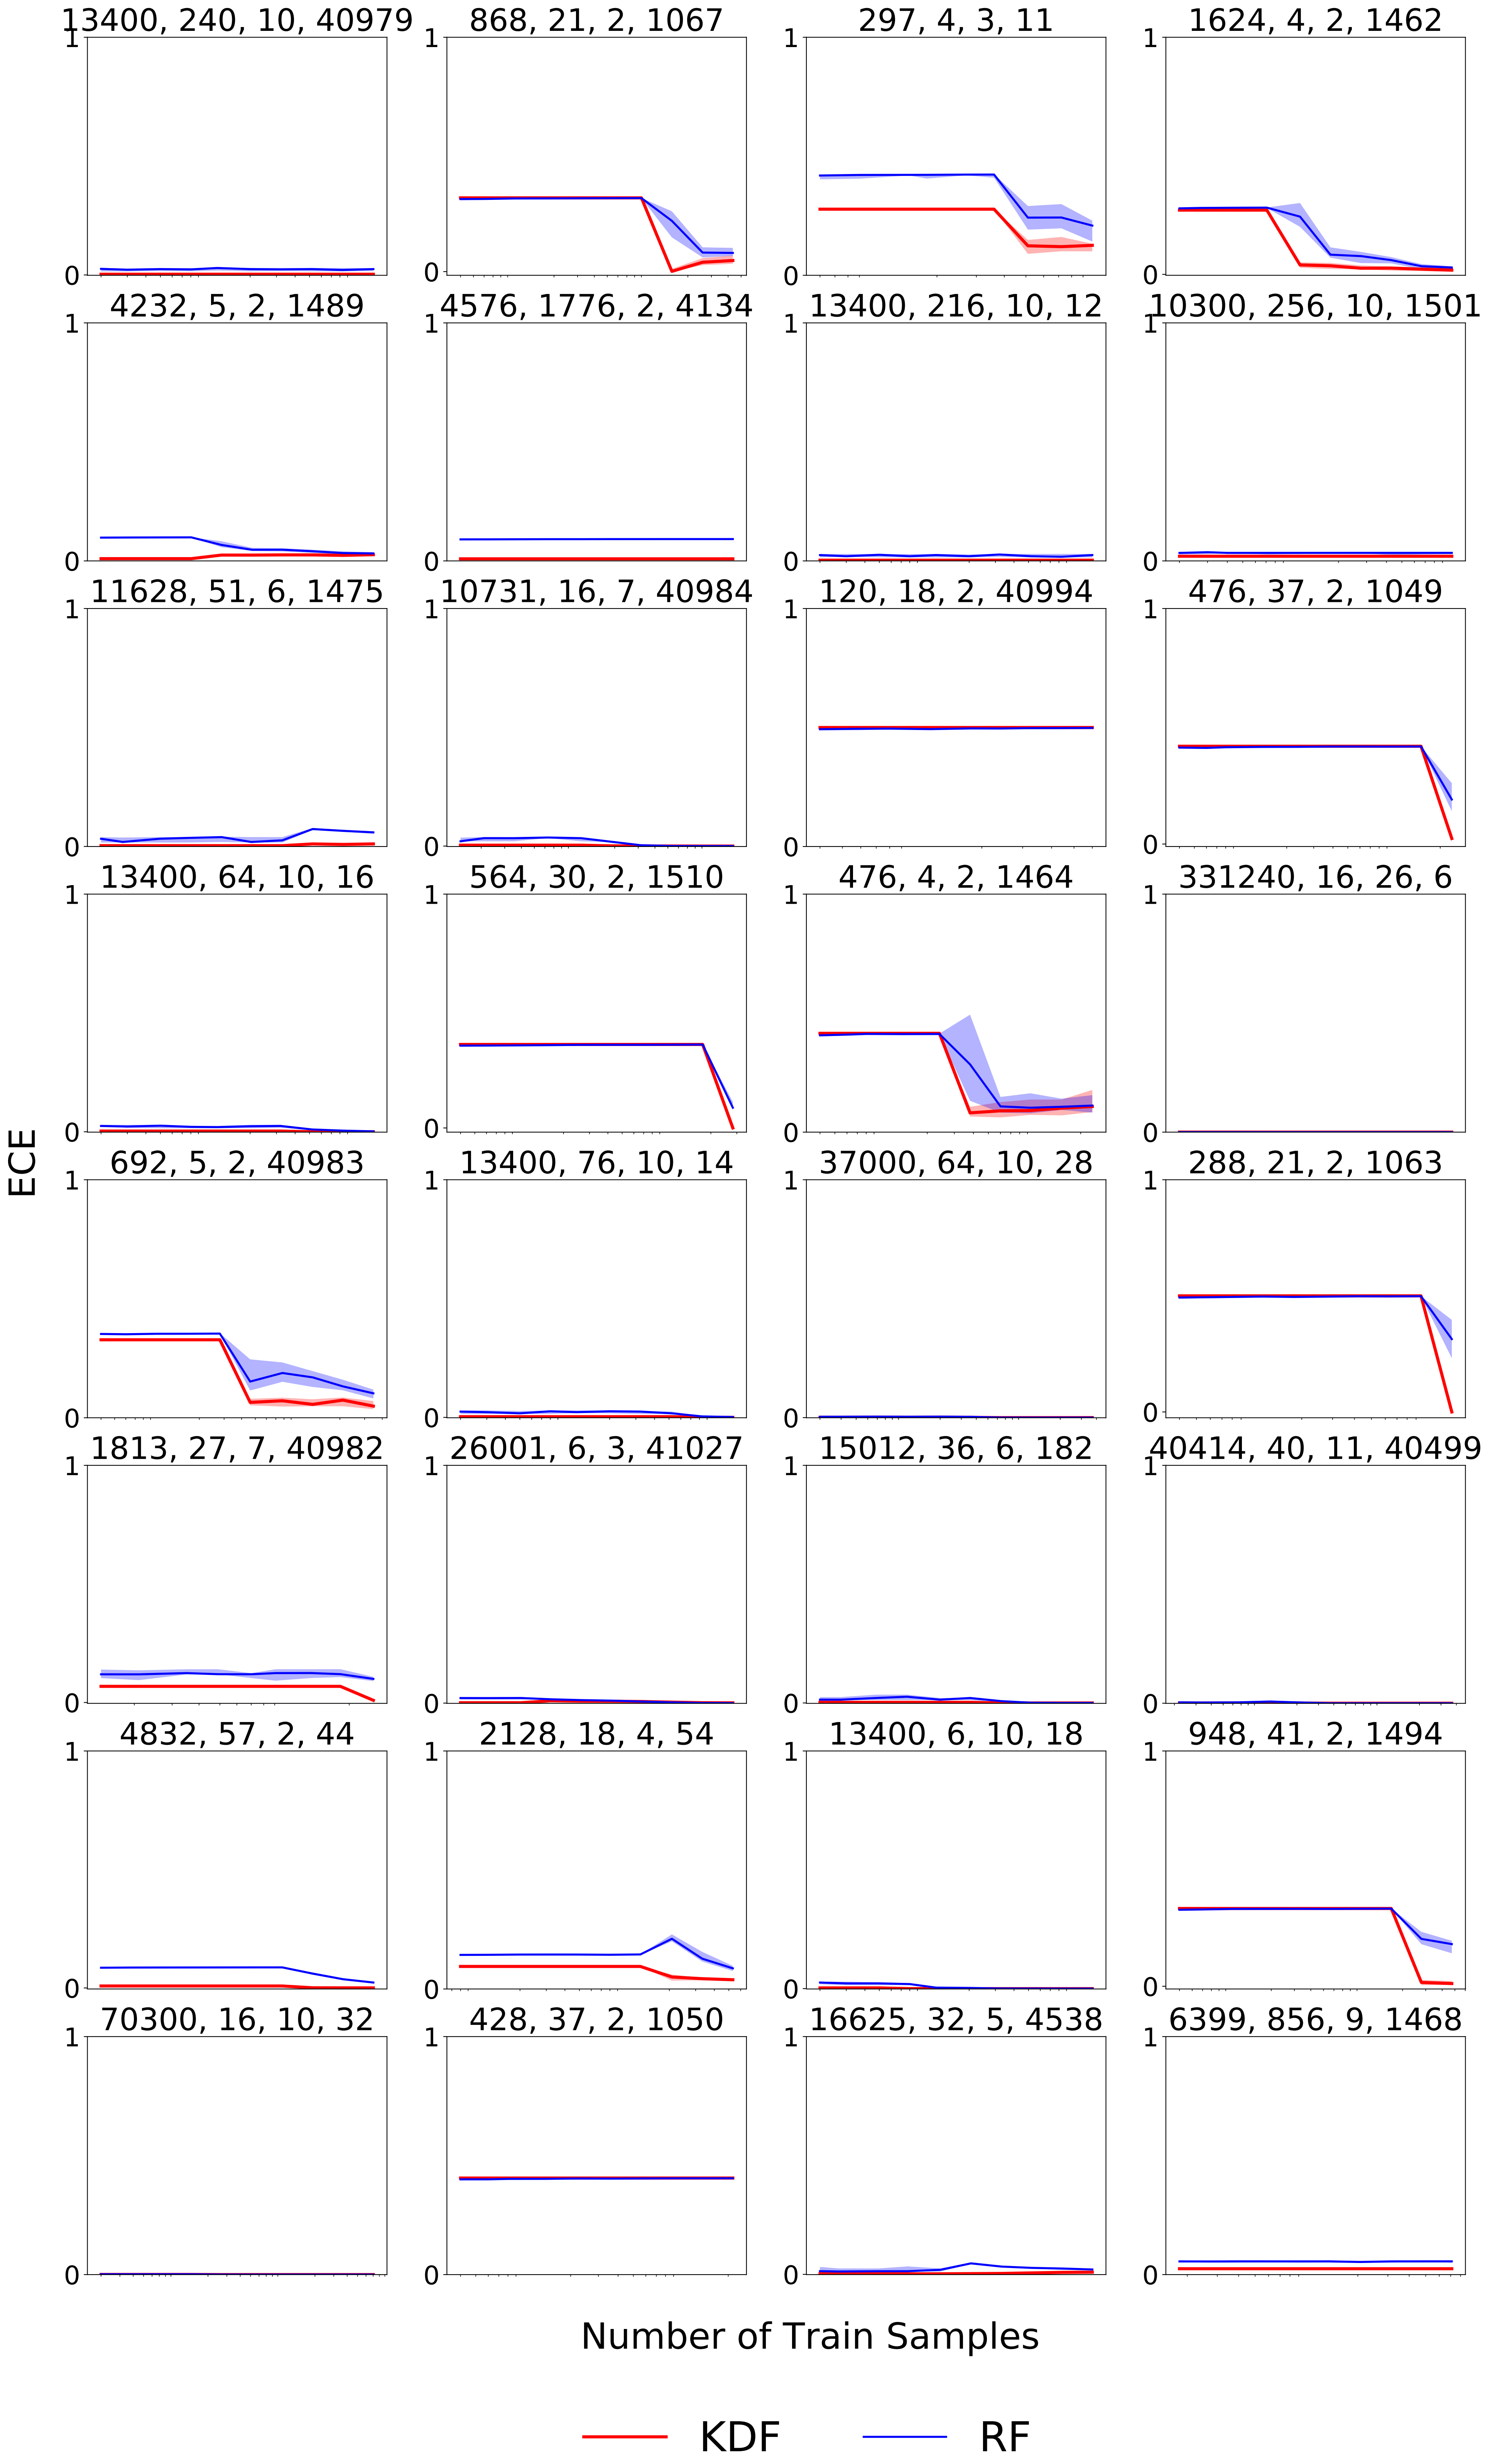 13400, 240, 10, 40979
868, 21, 2, 1067
297, 4, 3, 11
1624, 4, 2, 1462
1
0
1
0
1
0
1
0
4232, 5, 2, 1489
4576, 1776, 2, 4134
13400, 216, 10, 12
10300, 256, 10, 1501
1
0
1
0
1
0
1
0
11628, 51, 6, 1475
10731, 16, 7, 40984
120, 18, 2, 40994
476, 37, 2, 1049
1
0
1
0
1
0
1
0
13400, 64, 10, 16
564, 30, 2, 1510
476, 4, 2, 1464
331240, 16, 26, 6
1
0
1
0
1
0
1
0
ECE
692, 5, 2, 40983
13400, 76, 10, 14
37000, 64, 10, 28
288, 21, 2, 1063
1
0
1
0
1
0
1
0
1813, 27, 7, 40982
26001, 6, 3, 41027
15012, 36, 6, 182
40414, 40, 11, 40499
1
0
1
0
1
0
1
0
4832, 57, 2, 44
2128, 18, 4, 54
13400, 6, 10, 18
948, 41, 2, 1494
1
0
1
0
1
0
1
0
70300, 16, 10, 32
428, 37, 2, 1050
16625, 32, 5, 4538
6399, 856, 9, 1468
1
0
1
0
1
0
1
0
Number of Train Samples
KDF
RF